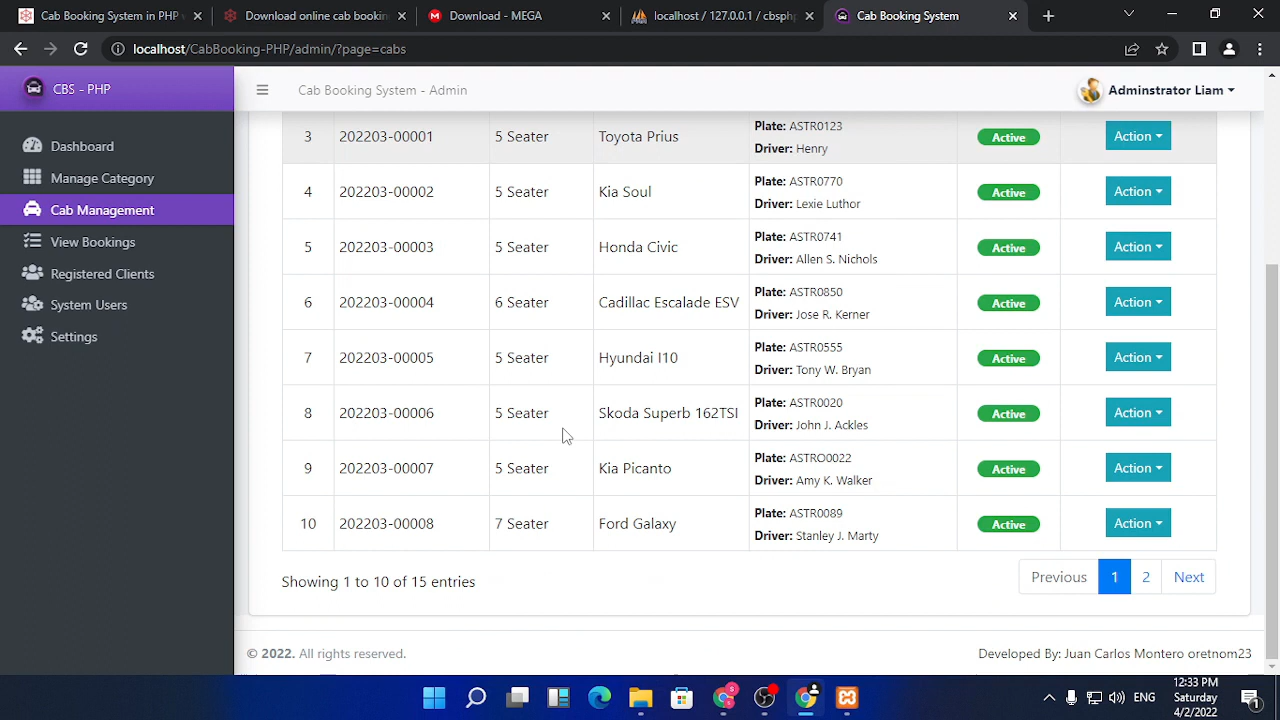 Cab Booking System in PHP
Download online cab bookin
Download - MEGA
localhost / 127.0.0.1 / cbsphp
Cab Booking System
localhost/CabBooking-PHP/admin/?page=cabs
CBS - PHP
Cab Booking System - Admin
Adminstrator Liam
Dashboard
Manage Category
Cab Management
View Bookings
Registered Clients
System Users
Settings
3 202203-00001 5 Seater Toyota Prius Plate: ASTR0123 Active Action
Driver: Henry
4 202203-00002 5 Seater Kia Soul Plate: ASTR0770 Active Action
Driver: Lexie Luthor
5 202203-00003 5 Seater Honda Civic Plate: ASTR0741 Active Action
Driver: Allen S. Nichols
6 202203-00004 6 Seater Cadillac Escalade ESV Plate: ASTR0850 Active Action
Driver: Jose R. Kerner
7 202203-00005 5 Seater Hyundai I10 Plate: ASTR0555 Active Action
Driver: Tony W. Bryan
8 202203-00006 5 Seater Skoda Superb 162TSI Plate: ASTR0020 Active Action
Driver: John J. Ackles
9 202203-00007 5 Seater Kia Picanto Plate: ASTRO0022 Active Action
Driver: Amy K. Walker
10 202203-00008 7 Seater Ford Galaxy Plate: ASTR0089 Active Action
Driver: Stanley J. Marty
Showing 1 to 10 of 15 entries
Previous 1 2 Next
© 2022. All rights reserved.
Developed By: Juan Carlos Montero oretnom23
ENG
12:33 PM
Saturday
4/2/2022
1